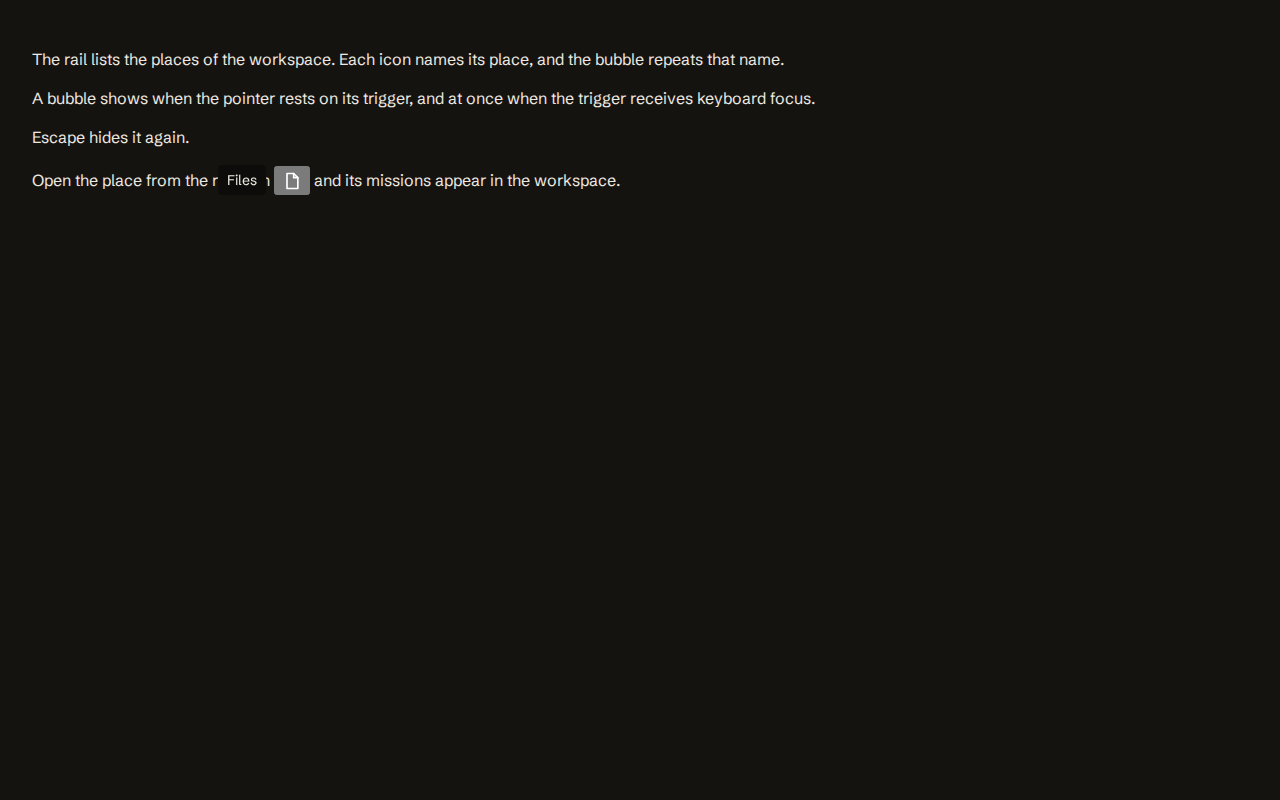 The rail lists the places of the workspace. Each icon names its place, and the bubble repeats that name.
A bubble shows when the pointer rests on its trigger, and at once when the trigger receives keyboard focus.
Escape hides it again.
Open the place from the Files and its missions appear in the workspace.